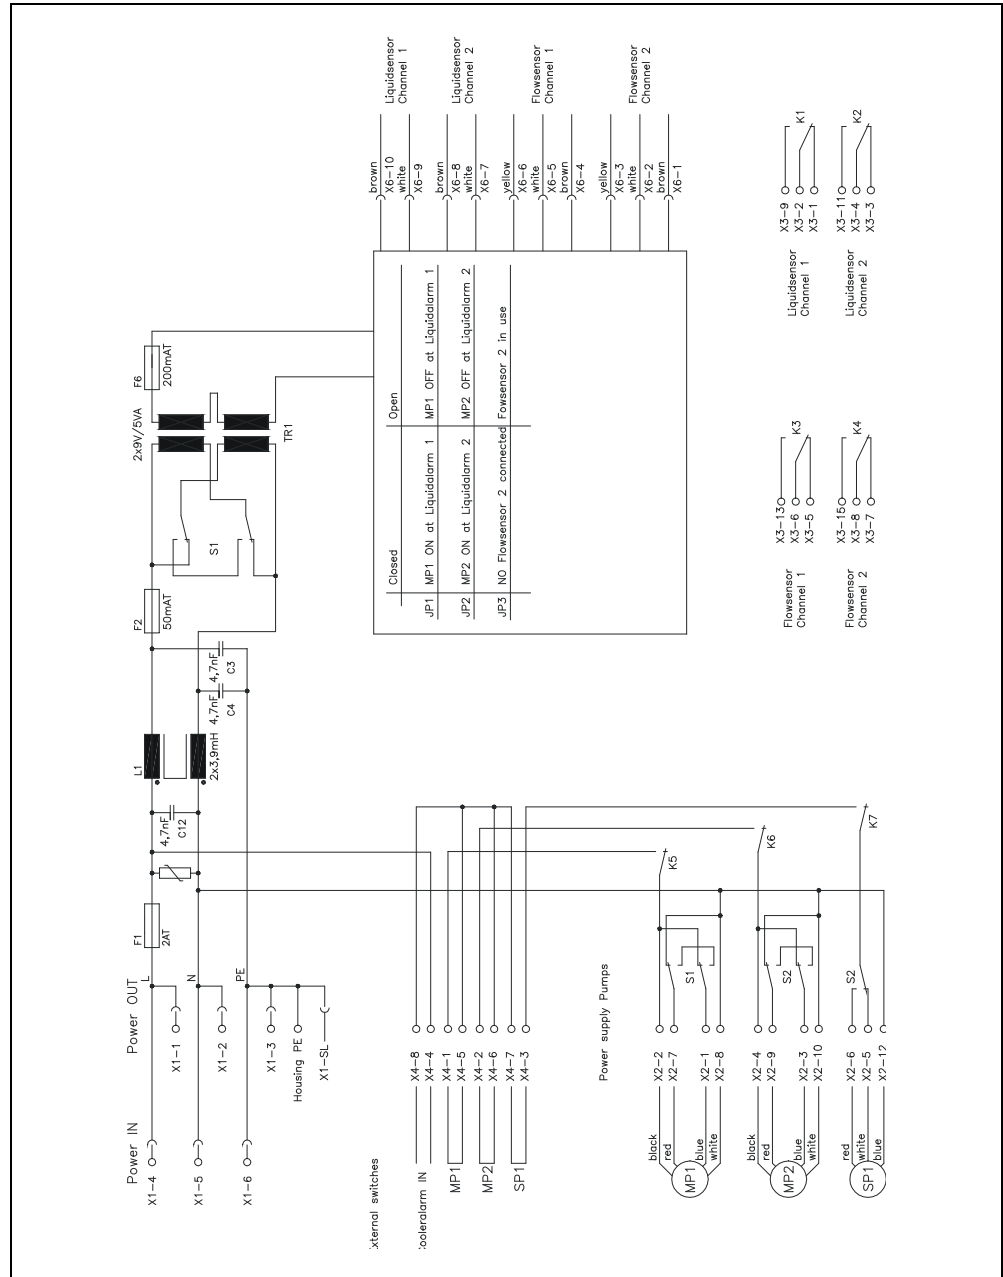 Power IN
Power OUT
X1-4
X1-5
X1-6
X1-1
X1-2
X1-3
Housing PE
X1-SL
L
N
PE
F1
2AT
4,7nF
C12
L1
2x3,9mH
4,7nF
C4
4,7nF
C3
F2
50mAT
S1
2x9V/5VA
TR1
F6
200mAT
Closed
Open
JP1
MP1 ON at Liquidalarm 1
MP1 OFF at Liquidalarm 1
JP2
MP2 ON at Liquidalarm 2
MP2 OFF at Liquidalarm 2
JP3
NO Flowsensor 2 connected
Fowsensor 2 in use
Liquidsensor
Channel 1
brown
X6-10
white
X6-9
Liquidsensor
Channel 2
brown
X6-8
white
X6-7
Flowsensor
Channel 1
yellow
X6-6
white
X6-5
brown
X6-4
Flowsensor
Channel 2
yellow
X6-3
white
X6-2
brown
X6-1
Liquidsensor
Channel 1
X3-9
X3-2
X3-1
K1
Liquidsensor
Channel 2
X3-11
X3-4
X3-3
K2
Flowsensor
Channel 1
X3-13
X3-6
X3-5
K3
Flowsensor
Channel 2
X3-15
X3-8
X3-7
K4
xternal switches
ooleralarm IN
X4-8
X4-4
MP1
X4-1
X4-5
MP2
X4-2
X4-6
SP1
X4-7
X4-3
Power supply Pumps
MP1
black
red
blue
white
X2-2
X2-7
X2-1
X2-8
S1
K5
MP2
black
red
blue
white
X2-4
X2-9
X2-3
X2-10
S2
K6
SP1
red
white
blue
X2-6
X2-5
X2-12
S2
K7